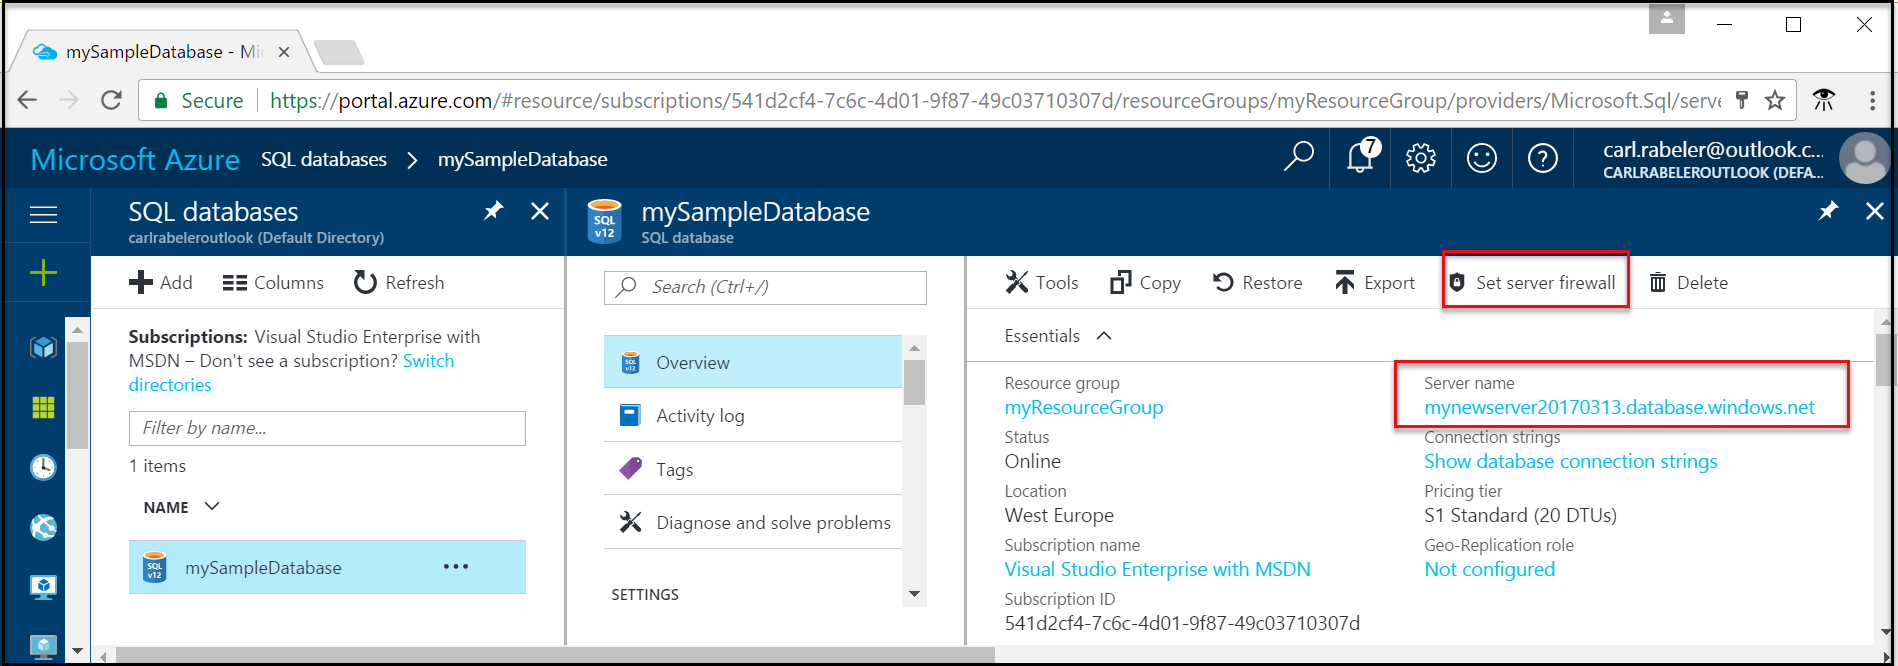 mySampleDatabase - Mi
Secure
https://portal.azure.com/#resource/subscriptions/541d2cf4-7c6c-4d01-9f87-49c03710307d/resourceGroups/myResourceGroup/providers/Microsoft.Sql/serve
Microsoft Azure SQL databases > mySampleDatabase
7
carl.rabeler@outlook.c...
CARLRABELEROUTLOOK (DEFA...
SQL databases
carlrabeleroutlook (Default Directory)
Add Columns Refresh
Subscriptions: Visual Studio Enterprise with
MSDN – Don't see a subscription? Switch
directories
Filter by name...
1 items
NAME
SQL
v12
mySampleDatabase ...
SQL
v12
mySampleDatabase
SQL database
Search (Ctrl+/)
SQL
v12
Overview
Activity log
Tags
Diagnose and solve problems
SETTINGS
Tools Copy Restore Export Set server firewall Delete
Essentials
Resource group
myResourceGroup
Status
Online
Location
West Europe
Subscription name
Visual Studio Enterprise with MSDN
Subscription ID
541d2cf4-7c6c-4d01-9f87-49c03710307d
Server name
mynewserver20170313.database.windows.net
Connection strings
Show database connection strings
Pricing tier
S1 Standard (20 DTUs)
Geo-Replication role
Not configured